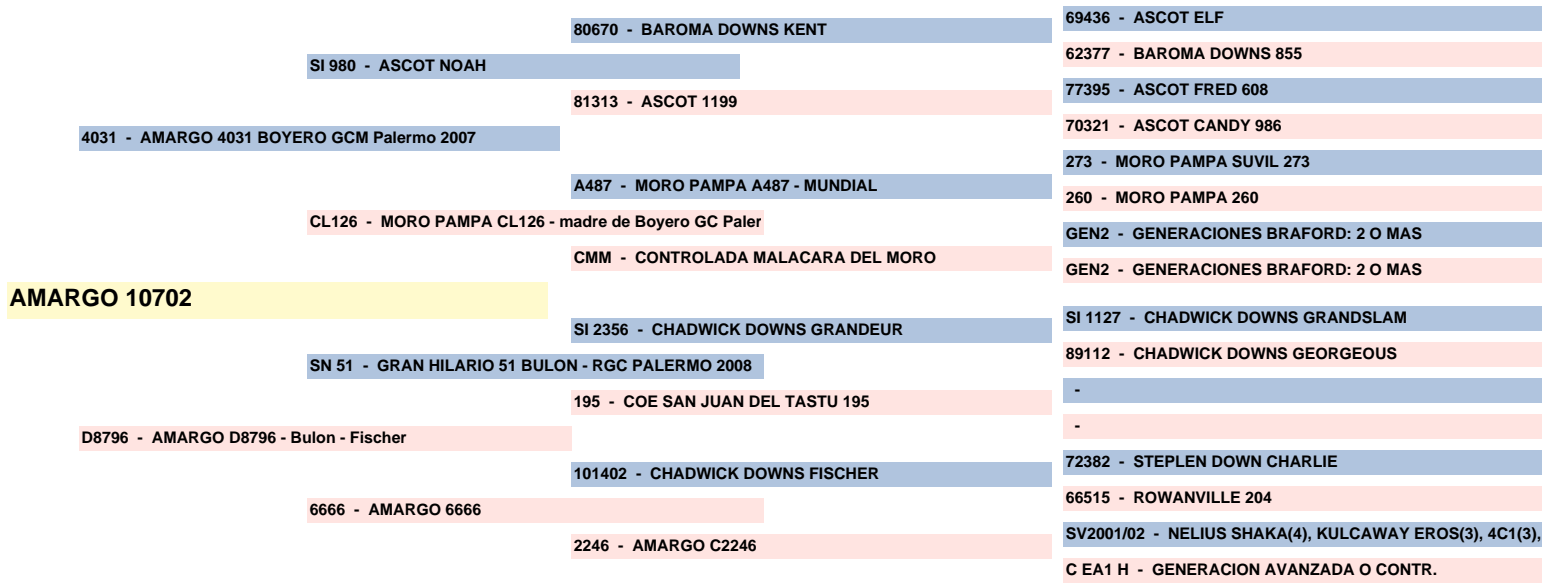 69436 - ASCOT ELF
80670 - BAROMA DOWNS KENT
62377 - BAROMA DOWNS 855
SI 980 - ASCOT NOAH
77395 - ASCOT FRED 608
81313 - ASCOT 1199
70321 - ASCOT CANDY 986
4031 - AMARGO 4031 BOYERO GCM Palermo 2007
273 - MORO PAMPA SUVIL 273
A487 - MORO PAMPA A487 - MUNDIAL
260 - MORO PAMPA 260
CL126 - MORO PAMPA CL126 - madre de Boyero GC Paler
GEN2 - GENERACIONES BRAFORD: 2 O MAS
CMM - CONTROLADA MALACARA DEL MORO
GEN2 - GENERACIONES BRAFORD: 2 O MAS
AMARGO 10702
SI 1127 - CHADWICK DOWNS GRANDSLAM
SI 2356 - CHADWICK DOWNS GRANDEUR
89112 - CHADWICK DOWNS GEORGEOUS
SN 51 - GRAN HILARIO 51 BULON - RGC PALERMO 2008
-
195 - COE SAN JUAN DEL TASTU 195
-
D8796 - AMARGO D8796 - Bulon - Fischer
72382 - STEPLEN DOWN CHARLIE
101402 - CHADWICK DOWNS FISCHER
66515 - ROWANVILLE 204
6666 - AMARGO 6666
SV2001/02 - NELIUS SHAKA(4), KULCAWAY EROS(3), 4C1(3),
2246 - AMARGO C2246
C EA1 H - GENERACION AVANZADA O CONTR.